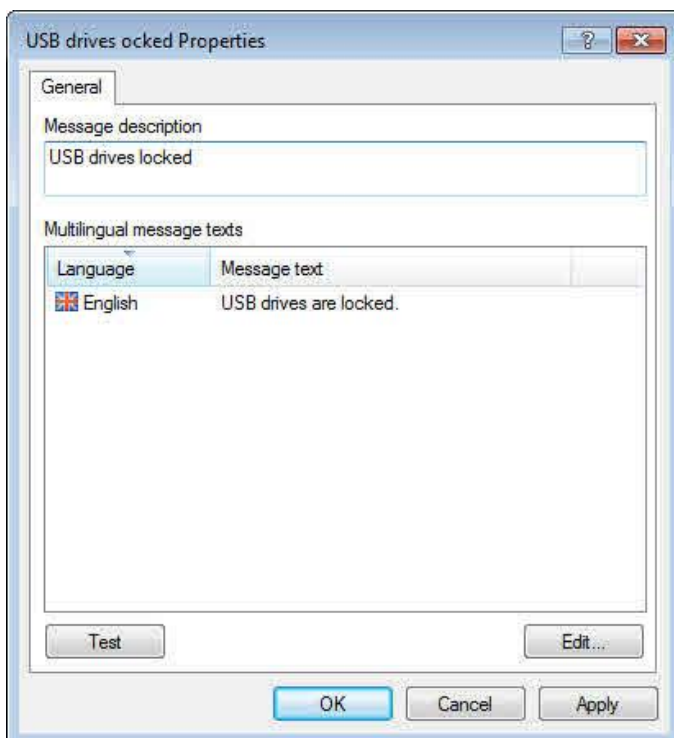 USB drives ocked Properties
General
Message description
USB drives locked
Multilingual message texts
Language Message text
English USB drives are locked.
Test Edit...
OK Cancel Apply